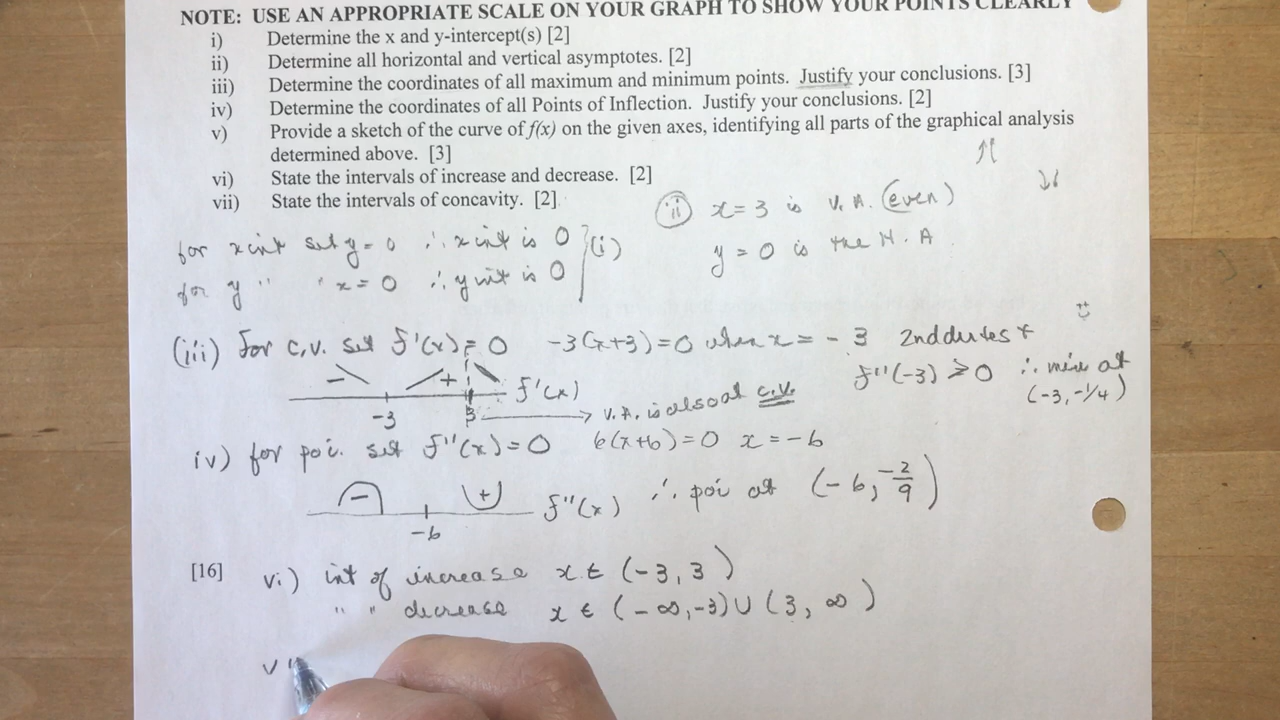 NOTE: USE AN APPROPRIATE SCALE ON YOUR GRAPH TO SHOW YOUR POINTS CLEARLY
i) Determine the x and y-intercept(s) [2]
ii) Determine all horizontal and vertical asymptotes. [2]
iii) Determine the coordinates of all maximum and minimum points. Justify your conclusions. [3]
iv) Determine the coordinates of all Points of Inflection. Justify your conclusions. [2]
v) Provide a sketch of the curve of f(x) on the given axes, identifying all parts of the graphical analysis
determined above. [3]
vi) State the intervals of increase and decrease. [2]
vii) State the intervals of concavity. [2]
(ii) x=3 is V.A. (even)
y=0 is the H.A
for x int set y=0 ∴ x int is 0 } (i)
for y " " x=0 ∴ y int is 0
(iii) For c.v. set f'(x)=0 -3(x+3)=0 when x=-3 2nd der test
f''(-3)>0 ∴ min at
(-3,-1/4)
- + f'(x)
-3 3 → V.A. is also at c.v.
iv) for poi. set f''(x)=0 6(x+6)=0 x=-6
- + f''(x) ∴ poi at (-6, -2/9)
-6
[16] vi) int of increase x ∈ (-3, 3)
" " decrease x ∈ (-∞,-3) ∪ (3, ∞)
v